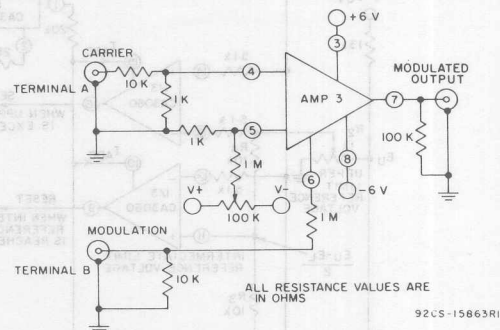 +6 V
3
CARRIER
TERMINAL A
10 K
4
1 K
MODULATED
OUTPUT
AMP 3
7
1 K
5
1 M
6
8
-6 V
100 K
V+
V-
100 K
1 M
MODULATION
TERMINAL B
10 K
ALL RESISTANCE VALUES ARE
IN OHMS
92CS-15863RI